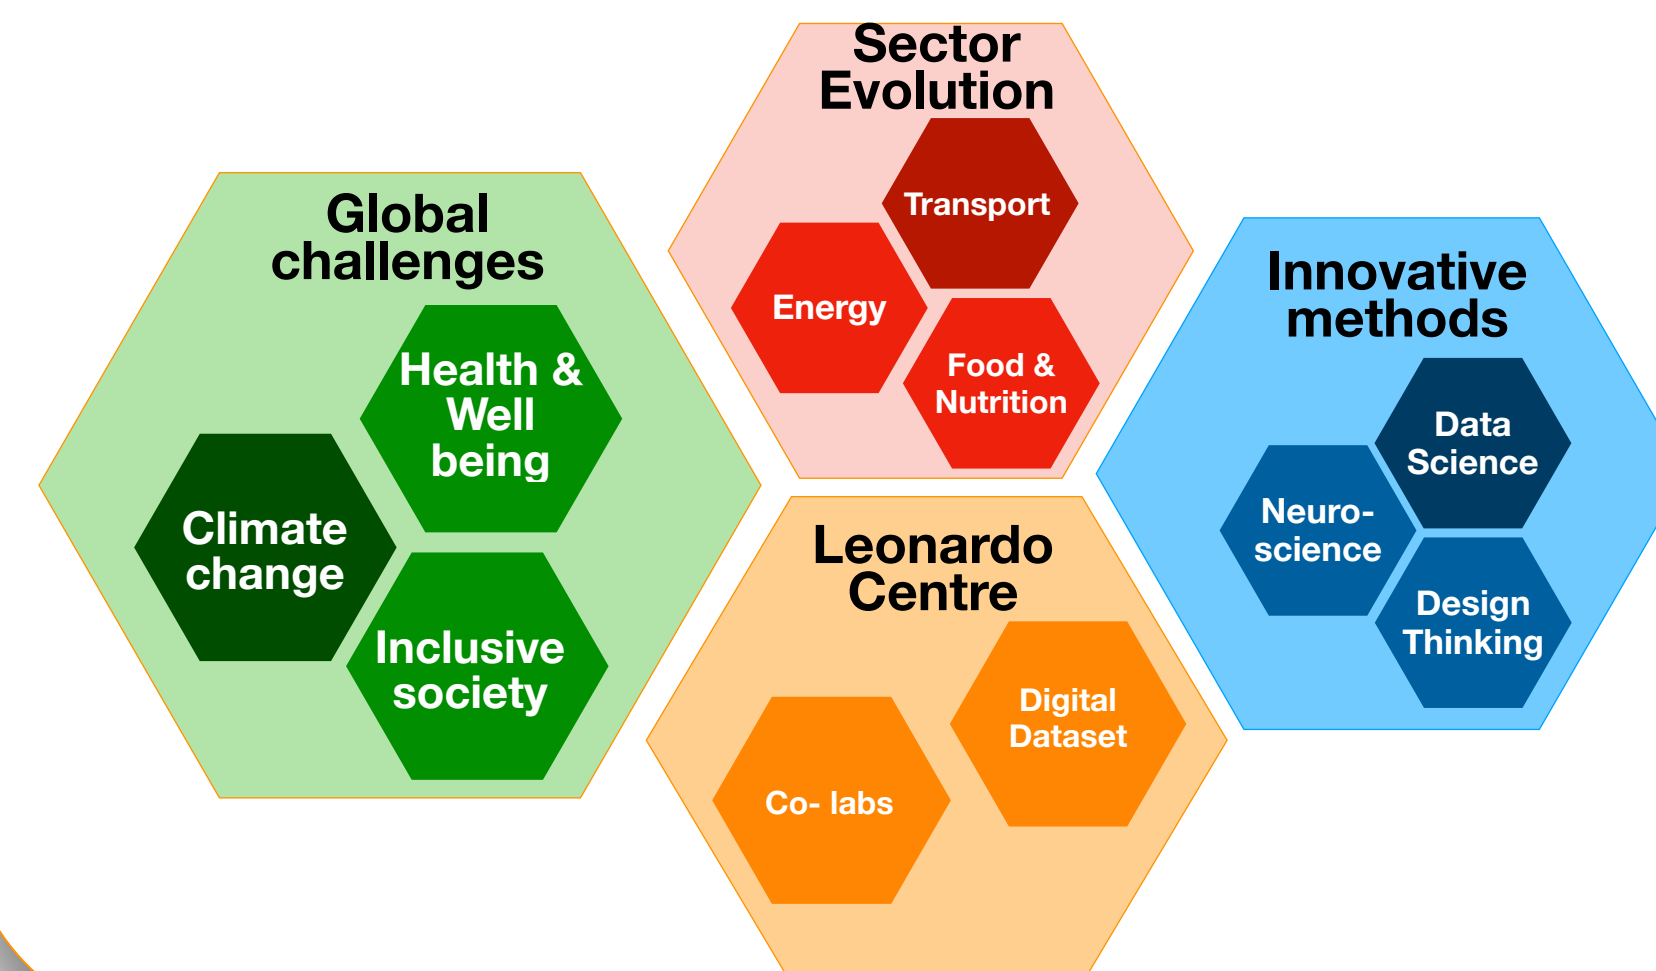 Global
challenges
Health &
Well
being
Climate
change
Inclusive
society
Sector
Evolution
Transport
Energy
Food &
Nutrition
Leonardo
Centre
Digital
Dataset
Co- labs
Innovative
methods
Data
Science
Neuro-
science
Design
Thinking